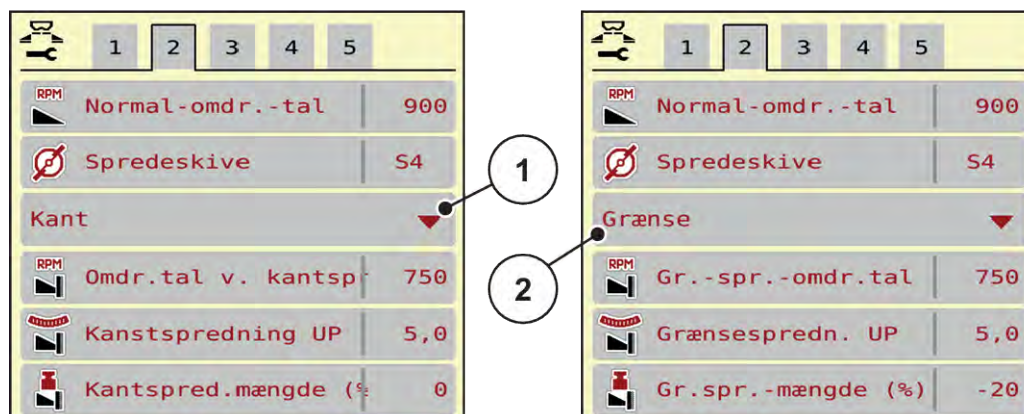 1 2 3 4 5
RPM Normal-omdr.-tal 900
Spredeskive S4
Kant
RPM Omdr.tal v. kantsp 750
Kanstspredning UP 5,0
Kantspred.mængde (% 0
1
2
1 2 3 4 5
RPM Normal-omdr.-tal 900
Spredeskive S4
Grænse
RPM Gr.-spr.-omdr.tal 750
Grænsespredn. UP 5,0
Gr.spr.-mængde (%) -20